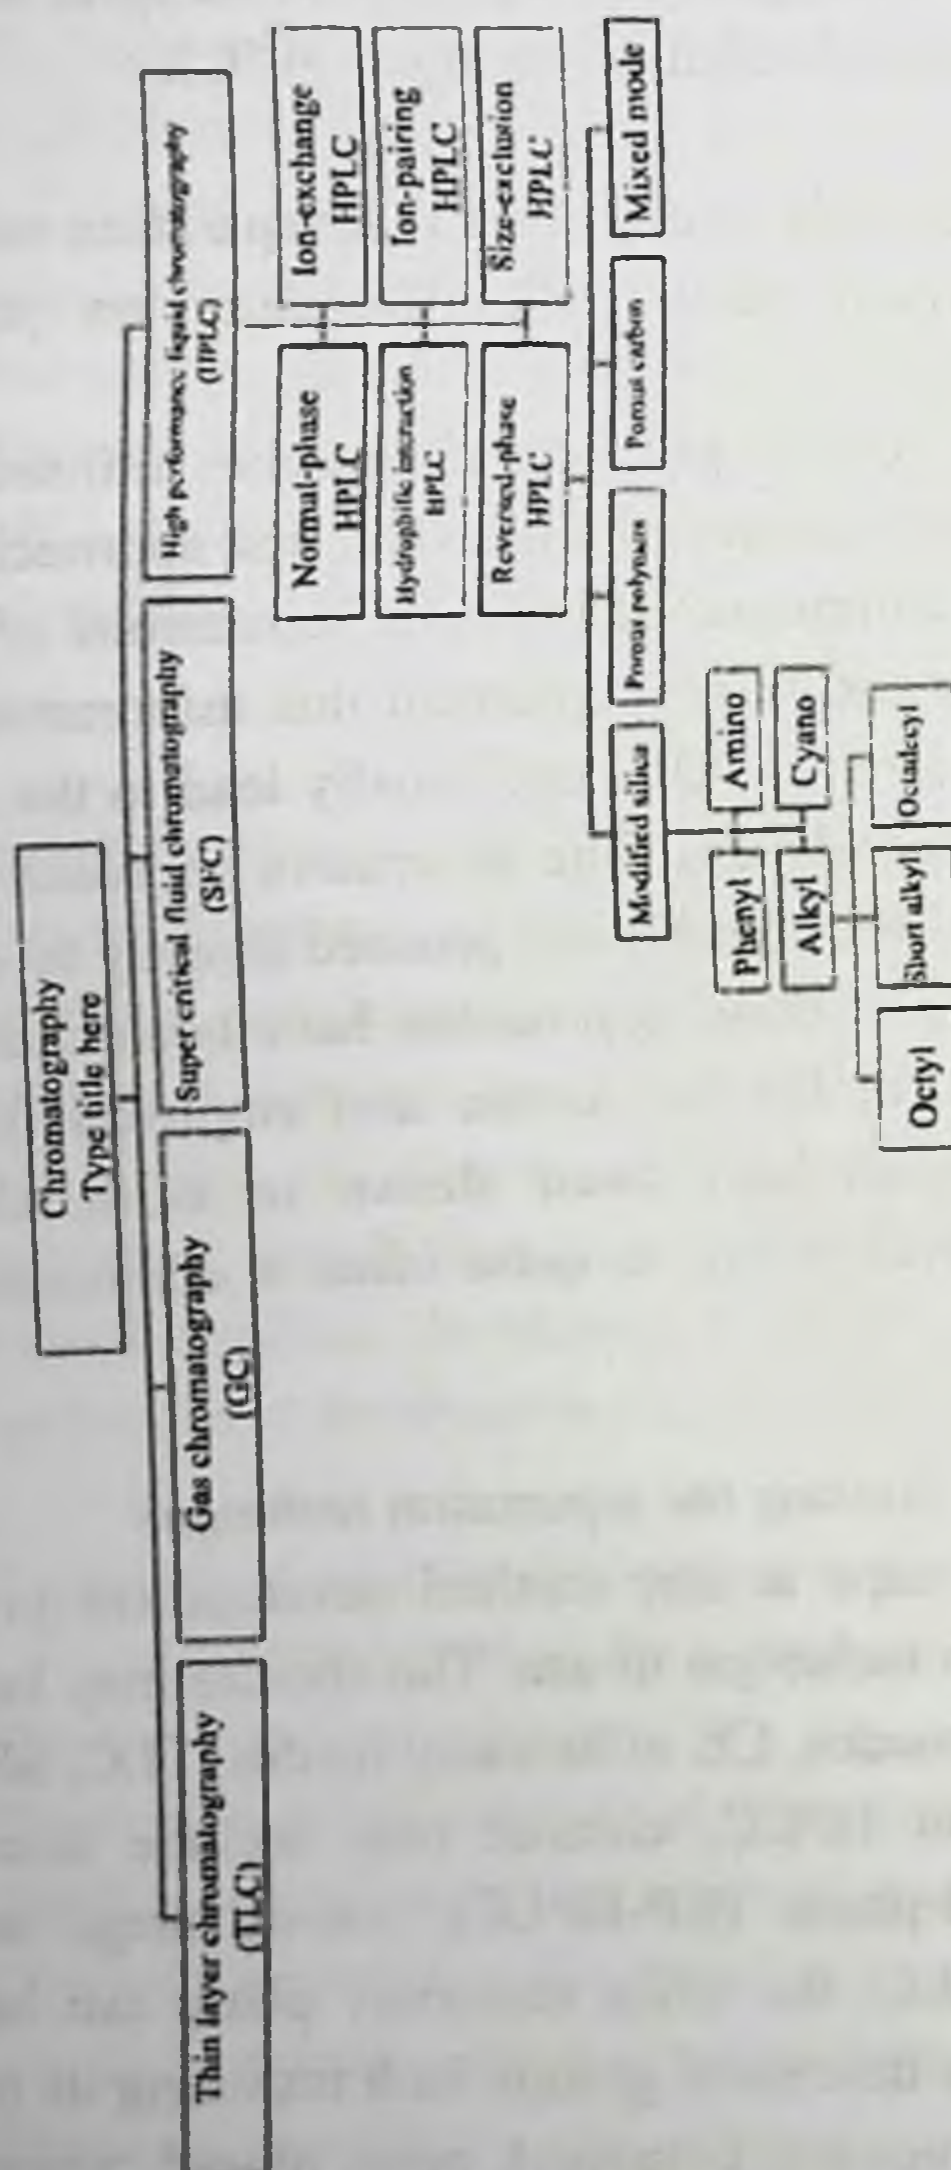 Chromatography
Type title here
Thin layer chromatography
(TLC)
Gas chromatography
(GC)
Super critical fluid chromatography
(SFC)
High performance liquid chromatography
(HPLC)
Normal-phase
HPLC
Ion-exchange
HPLC
Hydrophilic interaction
HPLC
Ion-pairing
HPLC
Reversed-phase
HPLC
Size-exclusion
HPLC
Modified silica
Porous polymers
Porous carbon
Mixed mode
Phenyl
Amino
Alkyl
Cyano
Octyl
Short alkyl
Octadecyl